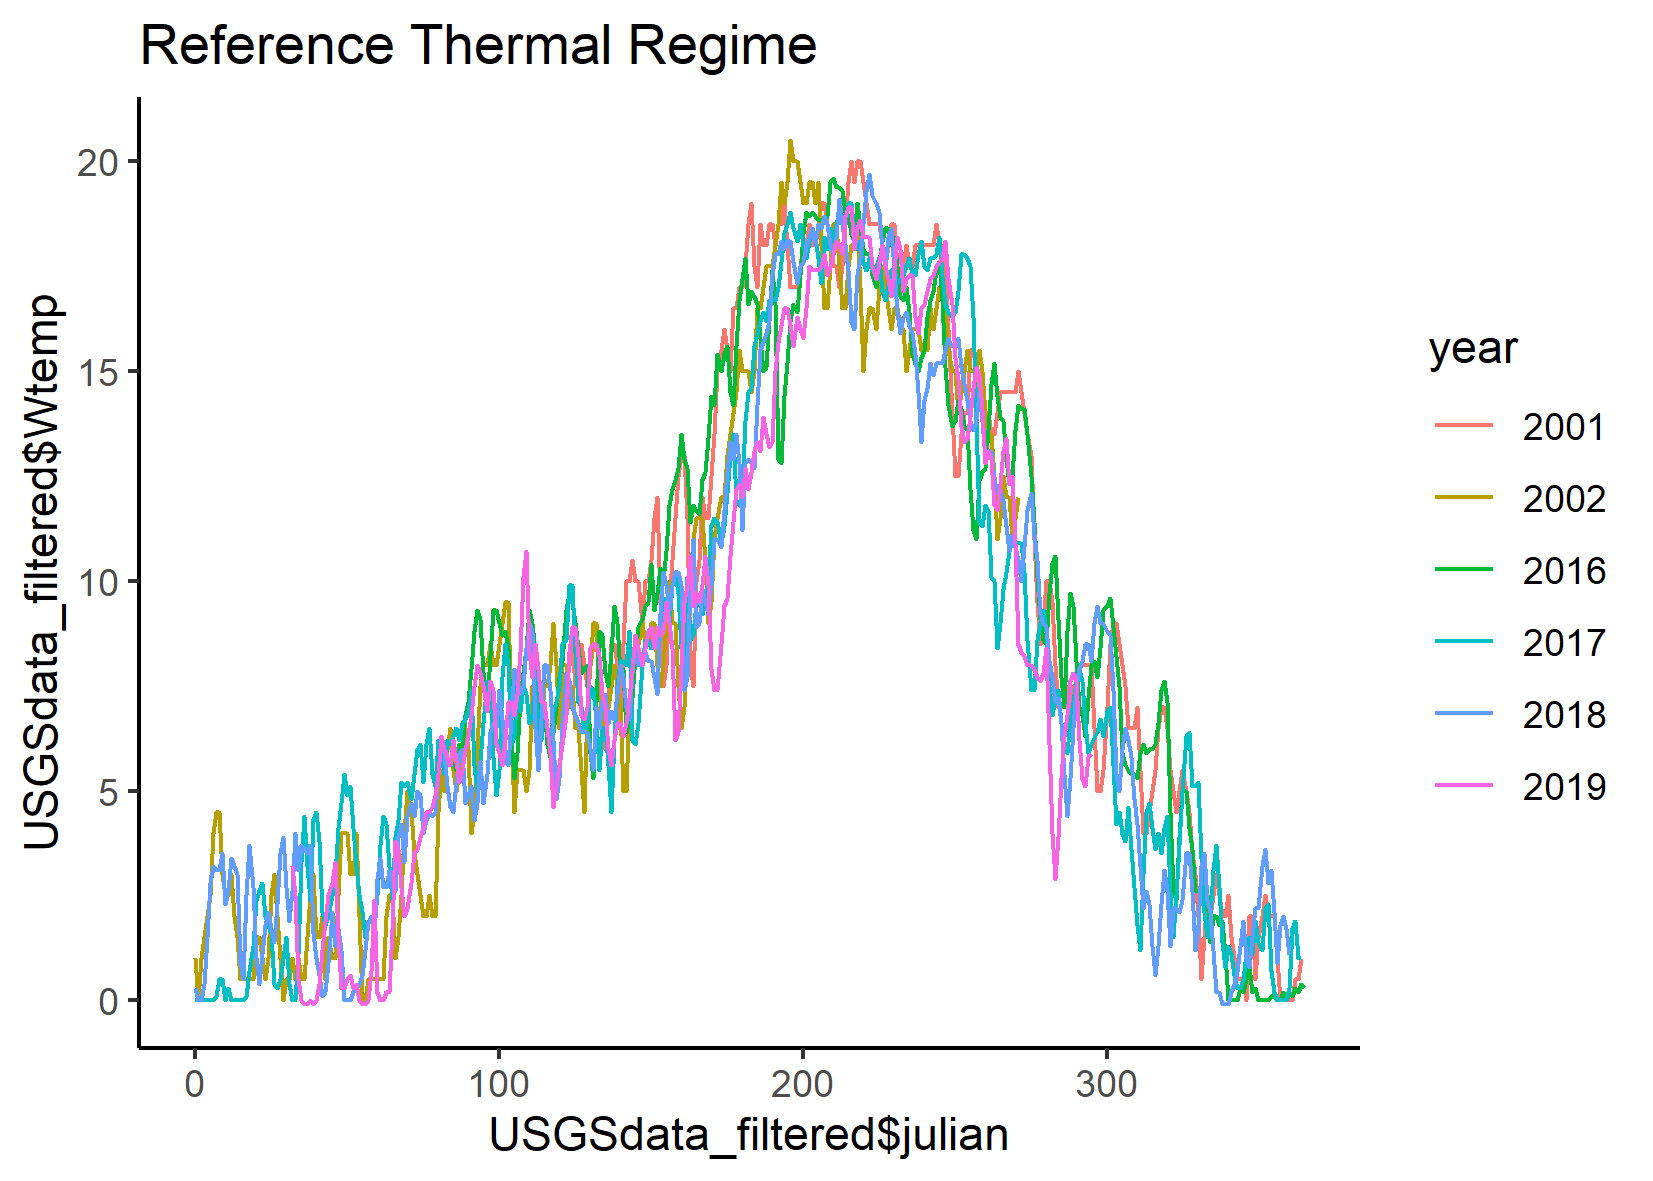 Reference Thermal Regime
USGSdata_filtered$Wtemp
20
15
10
5
0
0 100 200 300
USGSdata_filtered$julian
year
2001
2002
2016
2017
2018
2019